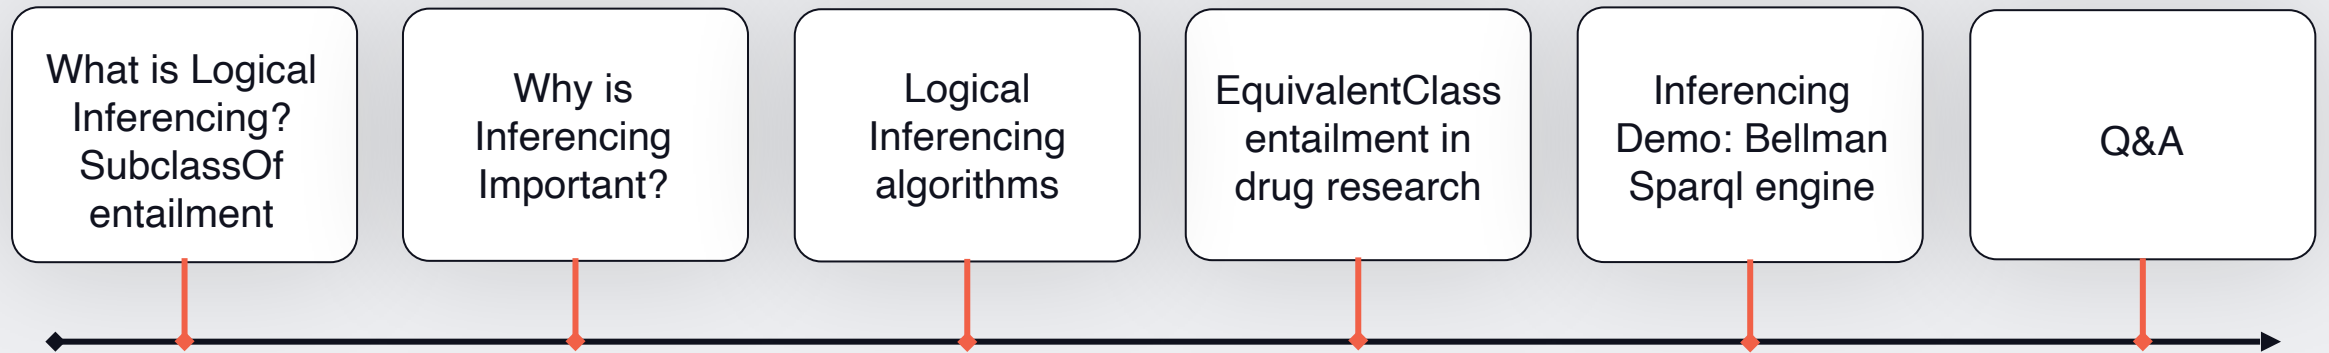 What is Logical
Inferencing?
SubclassOf
entailment
Why is
Inferencing
Important?
Logical
Inferencing
algorithms
EquivalentClass
entailment in
drug research
Inferencing
Demo: Bellman
Sparql engine
Q&A